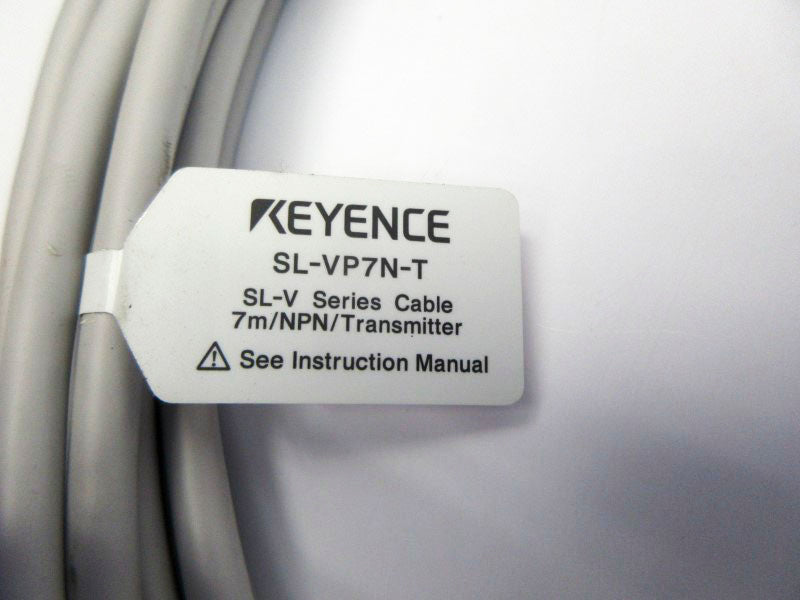 KEYENCE
SL-VP7N-T
SL-V Series Cable
7m/NPN/Transmitter
See Instruction Manual